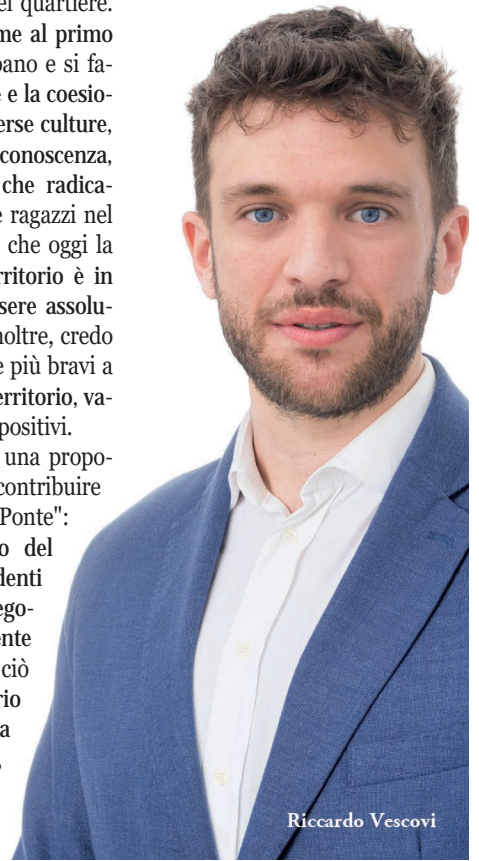 el quartiere.
me al primo
pano e si fa-
e e la coesio-
erse culture,
conoscenza,
che radica-
e ragazzi nel
che oggi la
rritorio è in
sere assolu-
noltre, credo
e più bravi a
erritorio, va-
positivi.
una propo-
contribuire
Ponte":
o del
denti
ego-
ente
ciò
rio
a
,
Riccardo Vescovi